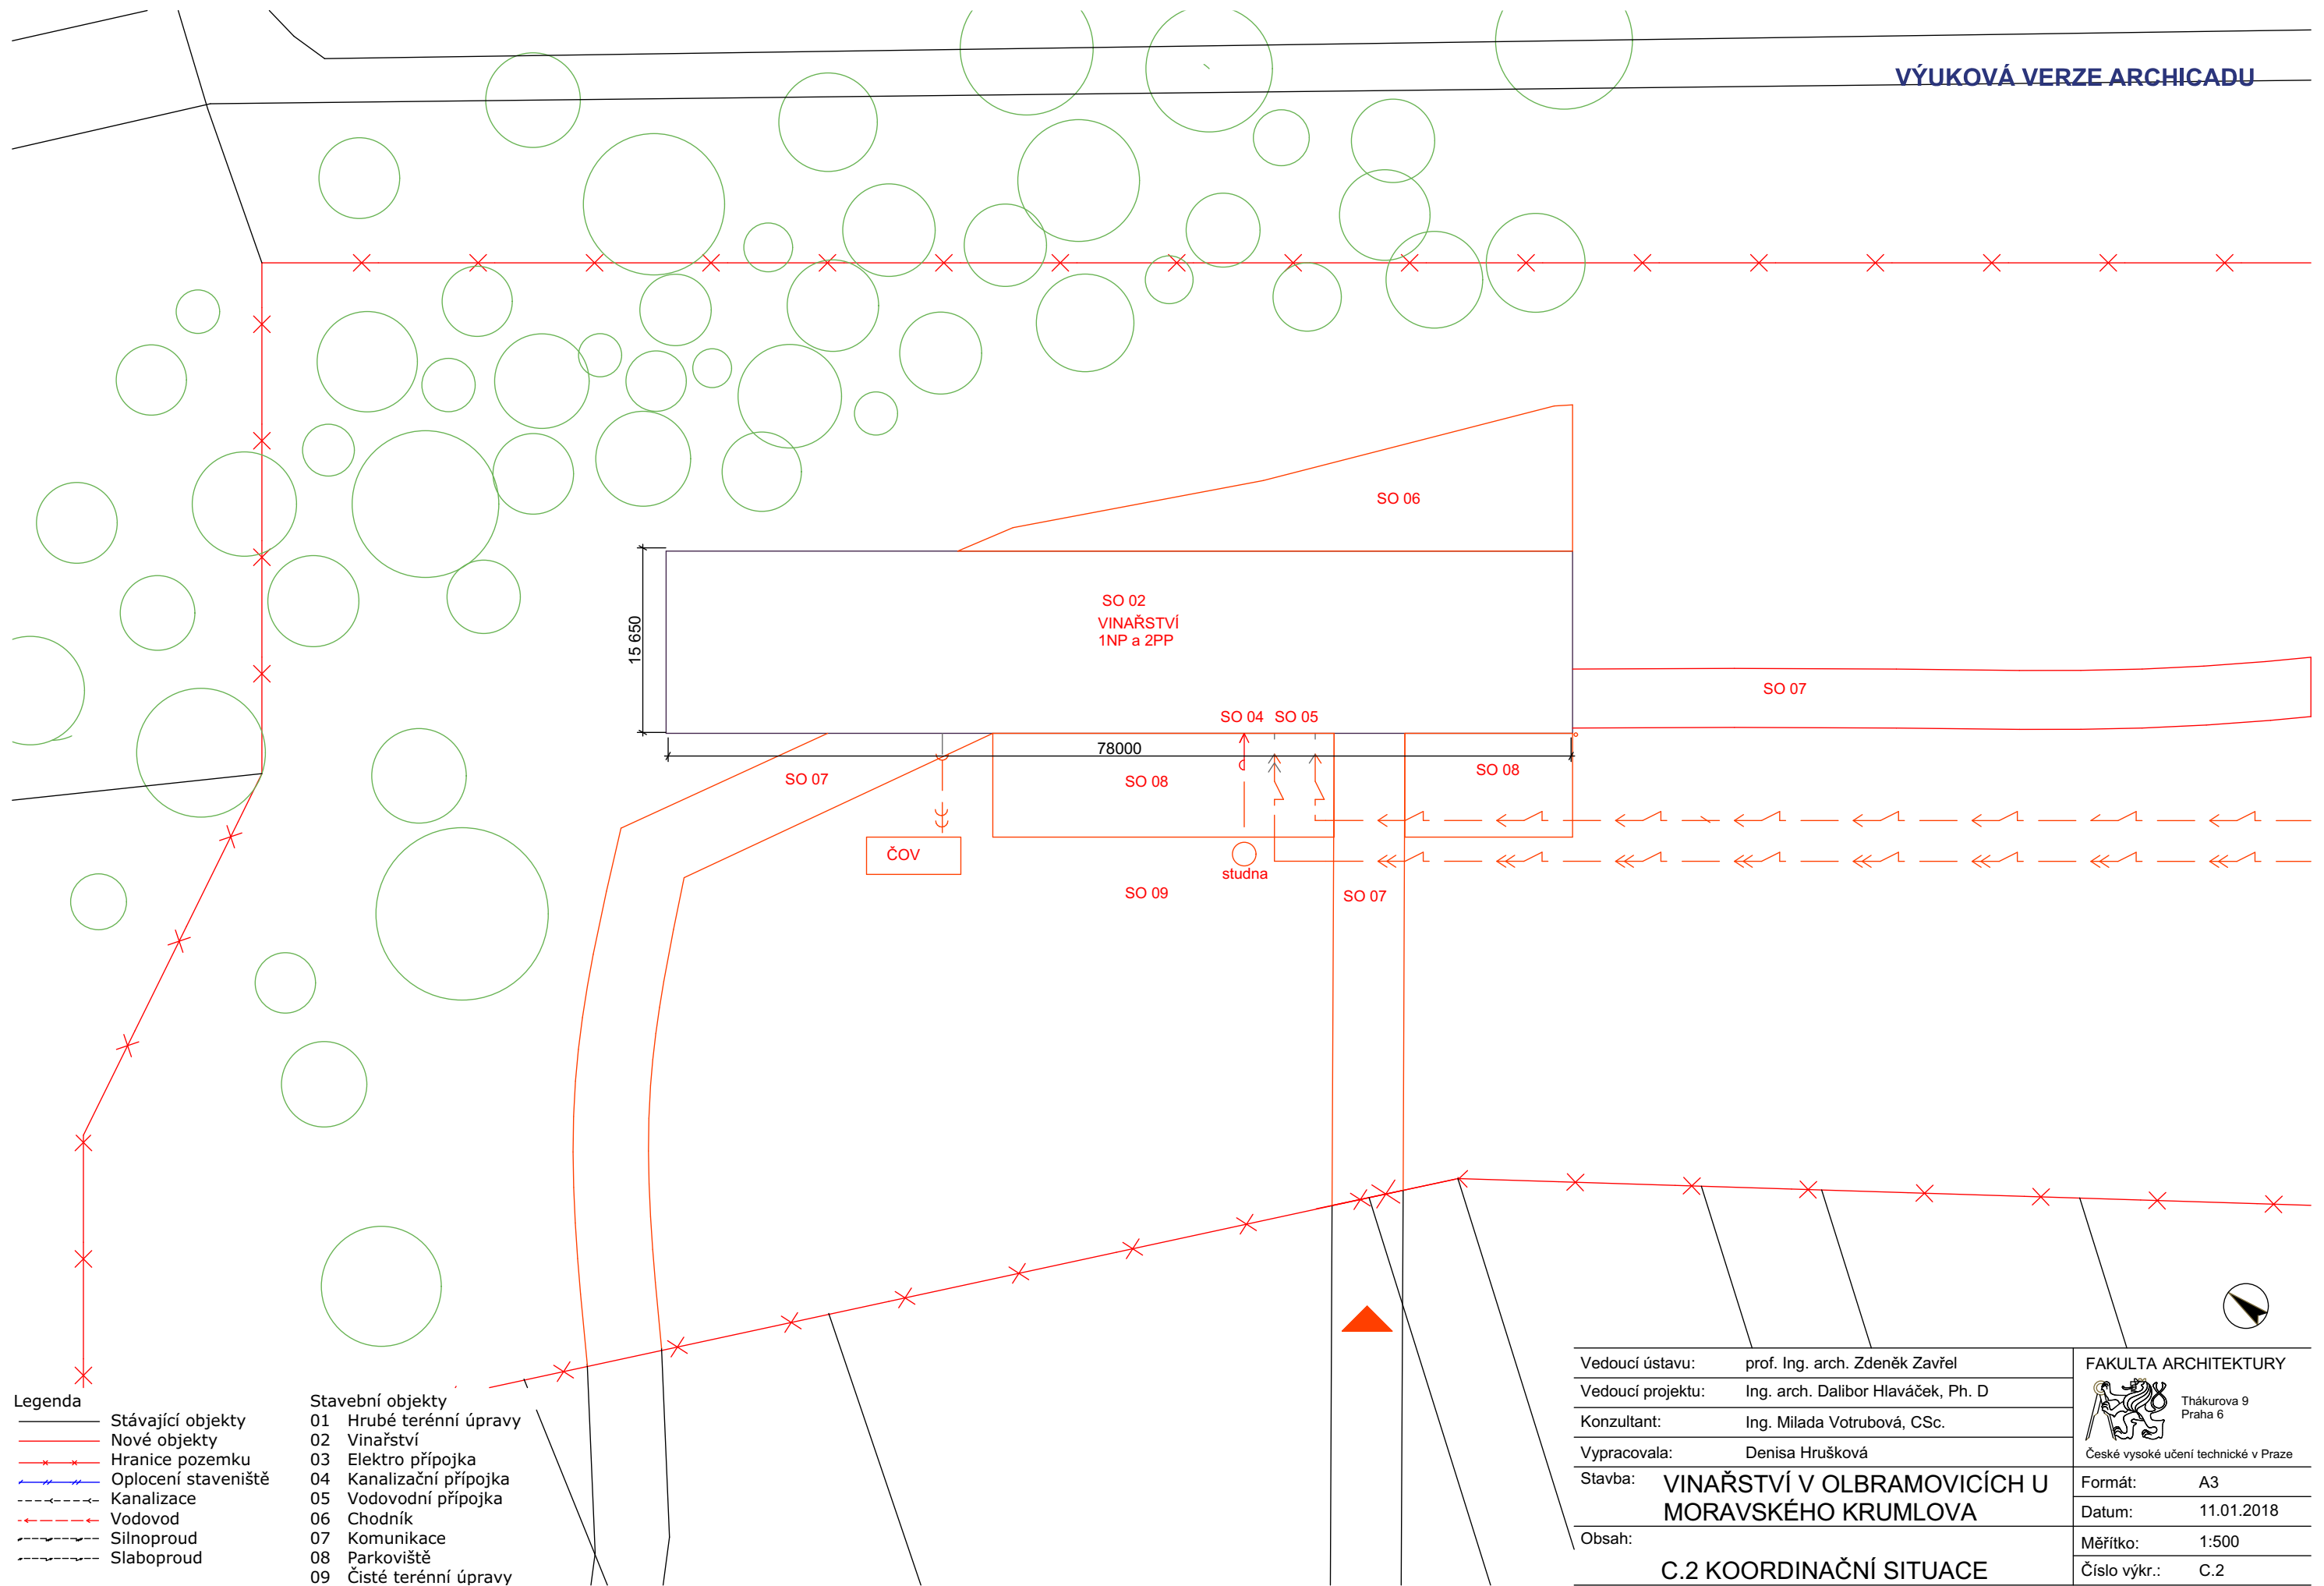 VÝUKOVÁ VERZE ARCHICADU
SO 06
SO 02
VINAŘSTVÍ
1NP a 2PP
15 650
SO 07
SO 04
SO 05
78000
SO 07
SO 08
SO 08
ČOV
studna
SO 09
SO 07
Legenda
Stávající objekty
Nové objekty
Hranice pozemku
Oplocení staveniště
Kanalizace
Vodovod
Silnoproud
Slaboproud
Stavební objekty
01 Hrubé terénní úpravy
02 Vinařství
03 Elektro přípojka
04 Kanalizační přípojka
05 Vodovodní přípojka
06 Chodník
07 Komunikace
08 Parkoviště
09 Čisté terénní úpravy
Vedoucí ústavu: prof. Ing. arch. Zdeněk Zavřel
Vedoucí projektu: Ing. arch. Dalibor Hlaváček, Ph. D
Konzultant: Ing. Milada Votrubová, CSc.
Vypracovala: Denisa Hrušková
Stavba: VINAŘSTVÍ V OLBRAMOVICÍCH U
MORAVSKÉHO KRUMLOVA
Obsah:
C.2 KOORDINAČNÍ SITUACE
FAKULTA ARCHITEKTURY
Thákurova 9
Praha 6
České vysoké učení technické v Praze
Formát: A3
Datum: 11.01.2018
Měřítko: 1:500
Číslo výkr.: C.2